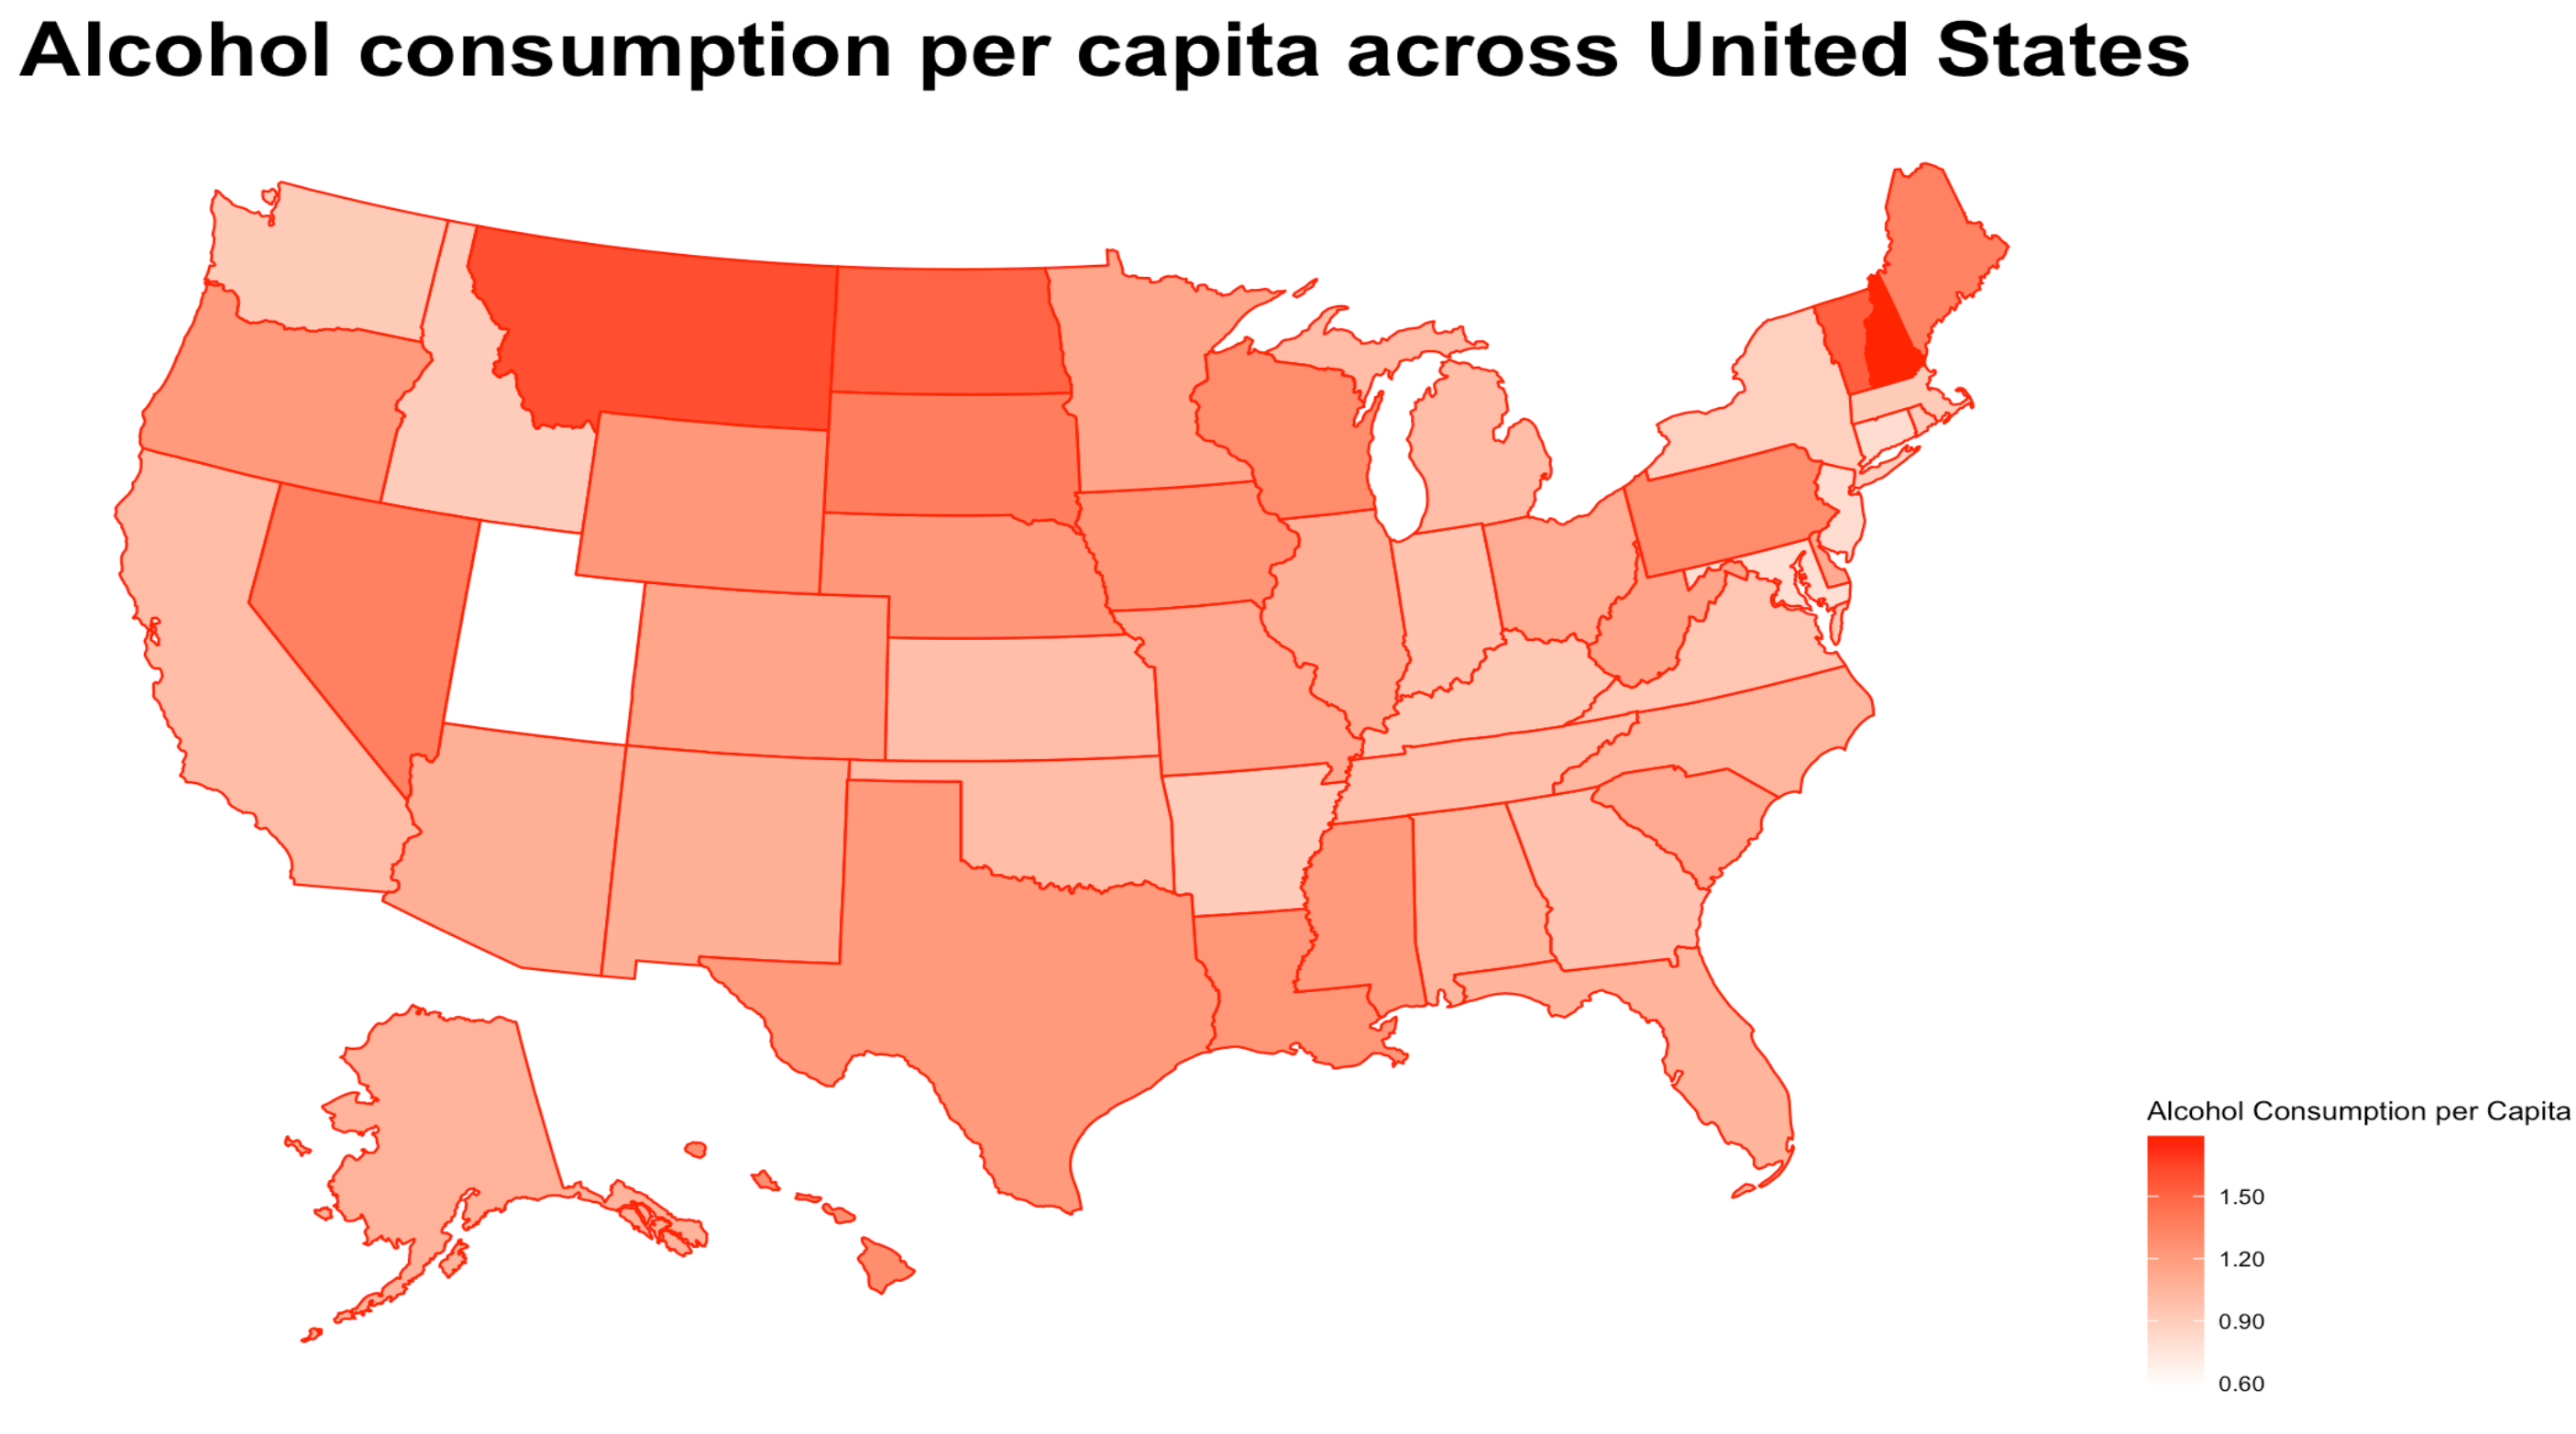 Alcohol consumption per capita across United States
Alcohol Consumption per Capita
1.50
1.20
0.90
0.60